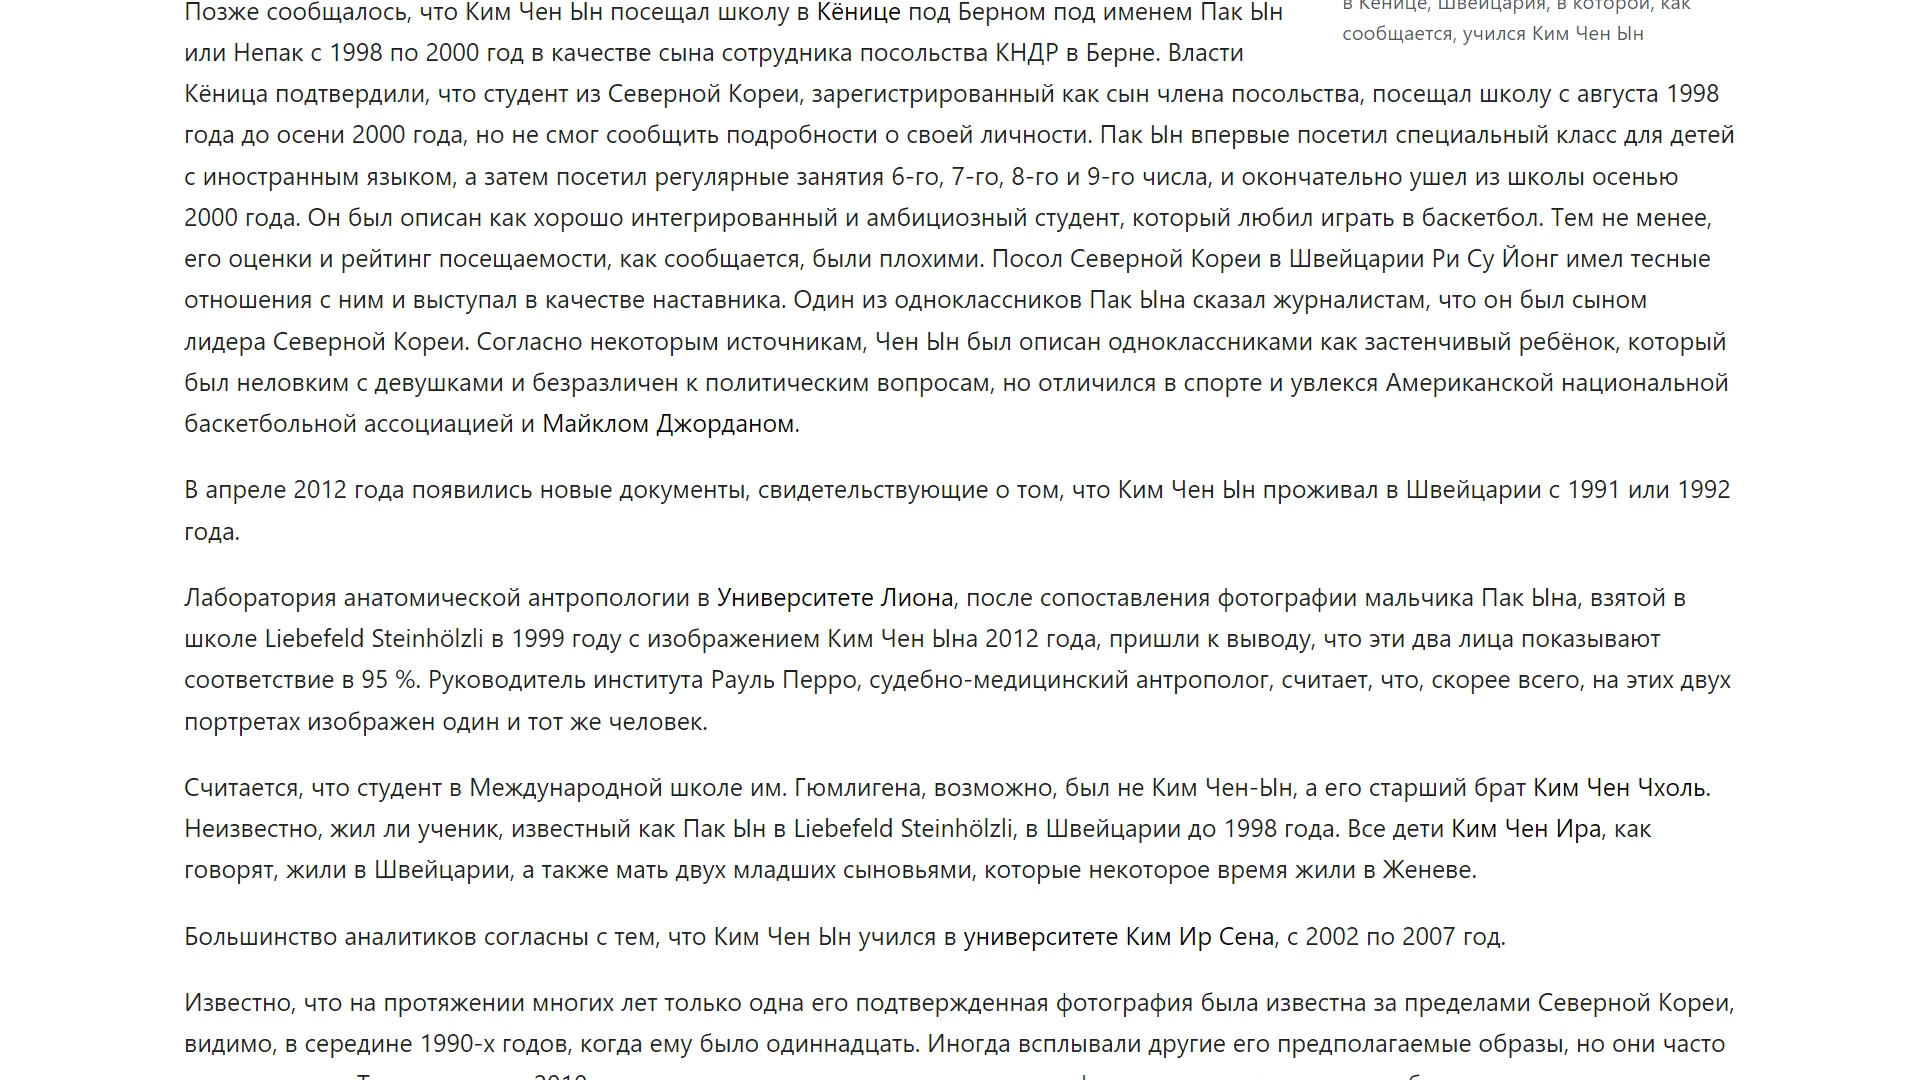 Позже сообщалось, что Ким Чен Ын посещал школу в Кёнице под Берном под именем Пак Ын
или Непак с 1998 по 2000 год в качестве сына сотрудника посольства КНДР в Берне. Власти
в Кёнице, Швейцария, в которой, как
сообщается, учился Ким Чен Ын
Кёница подтвердили, что студент из Северной Кореи, зарегистрированный как сын члена посольства, посещал школу с августа 1998
года до осени 2000 года, но не смог сообщить подробности о своей личности. Пак Ын впервые посетил специальный класс для детей
с иностранным языком, а затем посетил регулярные занятия 6-го, 7-го, 8-го и 9-го числа, и окончательно ушел из школы осенью
2000 года. Он был описан как хорошо интегрированный и амбициозный студент, который любил играть в баскетбол. Тем не менее,
его оценки и рейтинг посещаемости, как сообщается, были плохими. Посол Северной Кореи в Швейцарии Ри Су Йонг имел тесные
отношения с ним и выступал в качестве наставника. Один из одноклассников Пак Ына сказал журналистам, что он был сыном
лидера Северной Кореи. Согласно некоторым источникам, Чен Ын был описан одноклассниками как застенчивый ребёнок, который
был неловким с девушками и безразличен к политическим вопросам, но отличился в спорте и увлекся Американской национальной
баскетбольной ассоциацией и Майклом Джорданом.
В апреле 2012 года появились новые документы, свидетельствующие о том, что Ким Чен Ын проживал в Швейцарии с 1991 или 1992
года.
Лаборатория анатомической антропологии в Университете Лиона, после сопоставления фотографии мальчика Пак Ына, взятой в
школе Liebefeld Steinhölzli в 1999 году с изображением Ким Чен Ына 2012 года, пришли к выводу, что эти два лица показывают
соответствие в 95 %. Руководитель института Рауль Перро, судебно-медицинский антрополог, считает, что, скорее всего, на этих двух
портретах изображен один и тот же человек.
Считается, что студент в Международной школе им. Гюмлигена, возможно, был не Ким Чен-Ын, а его старший брат Ким Чен Чхоль.
Неизвестно, жил ли ученик, известный как Пак Ын в Liebefeld Steinhölzli, в Швейцарии до 1998 года. Все дети Ким Чен Ира, как
говорят, жили в Швейцарии, а также мать двух младших сыновьями, которые некоторое время жили в Женеве.
Большинство аналитиков согласны с тем, что Ким Чен Ын учился в университете Ким Ир Сена, с 2002 по 2007 год.
Известно, что на протяжении многих лет только одна его подтвержденная фотография была известна за пределами Северной Кореи,
видимо, в середине 1990-х годов, когда ему было одиннадцать. Иногда всплывали другие его предполагаемые образы, но они часто